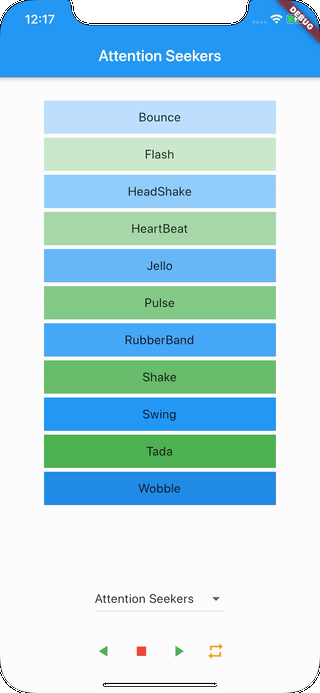 12:17
DEBUG
Attention Seekers
Bounce
Flash
HeadShake
HeartBeat
Jello
Pulse
RubberBand
Shake
Swing
Tada
Wobble
Attention Seekers